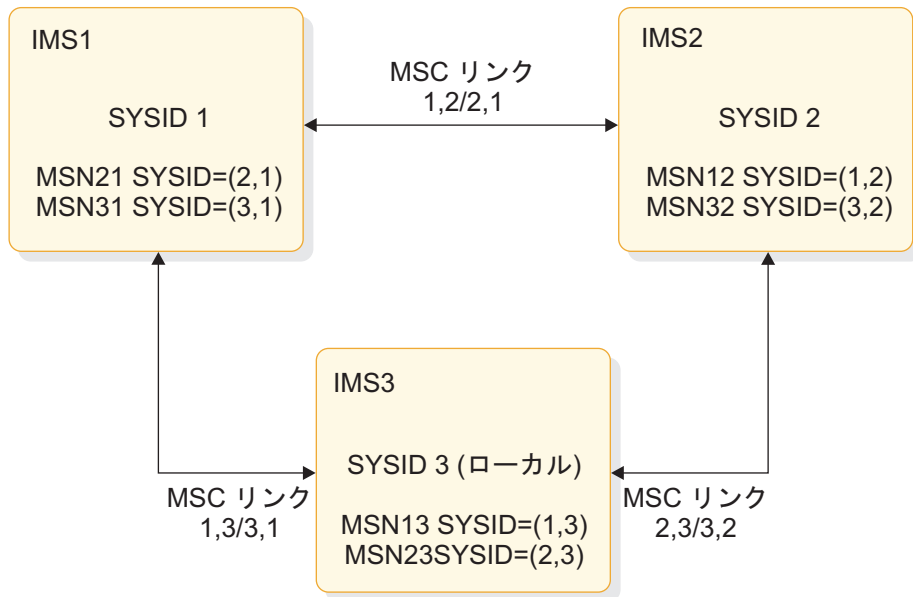 IMS1
SYSID 1
MSN21 SYSID=(2,1)
MSN31 SYSID=(3,1)
MSC リンク
1,2/2,1
IMS2
SYSID 2
MSN12 SYSID=(1,2)
MSN32 SYSID=(3,2)
IMS3
SYSID 3 (ローカル)
MSN13 SYSID=(1,3)
MSN23SYSID=(2,3)
MSC リンク
1,3/3,1
MSC リンク
2,3/3,2